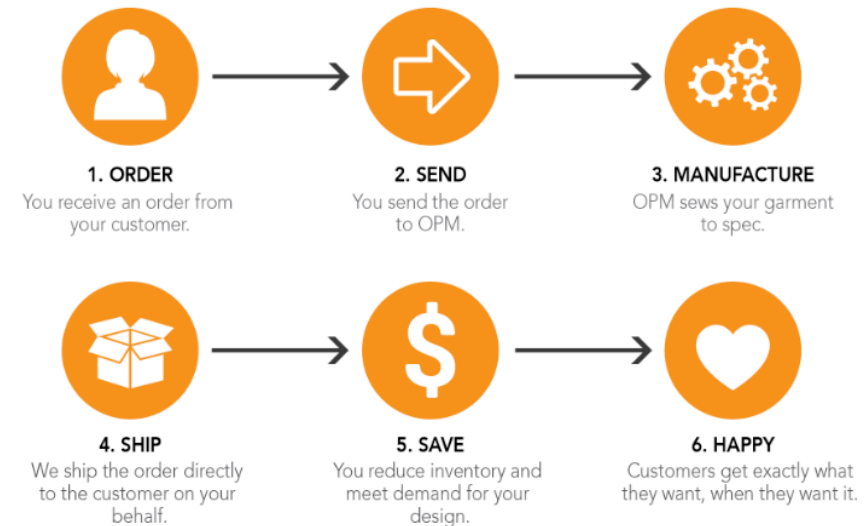 1. ORDER
You receive an order from
your customer.
2. SEND
You send the order
to OPM.
3. MANUFACTURE
OPM sews your garment
to spec.
4. SHIP
We ship the order directly
to the customer on your
behalf.
5. SAVE
You reduce inventory and
meet demand for your
design.
6. HAPPY
Customers get exactly what
they want, when they want it.